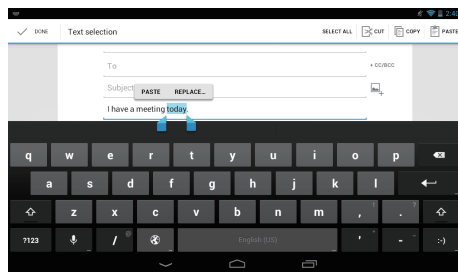 2:40
DONE Text selection SELECT ALL CUT COPY PASTE
To + CC/BCC
Subject
PASTE REPLACE...
I have a meeting today.
q w e r t y u i o p
a s d f g h j k l
z x c v b n m , ! . ?
?123 / @ English (US) ' " - _ :-)